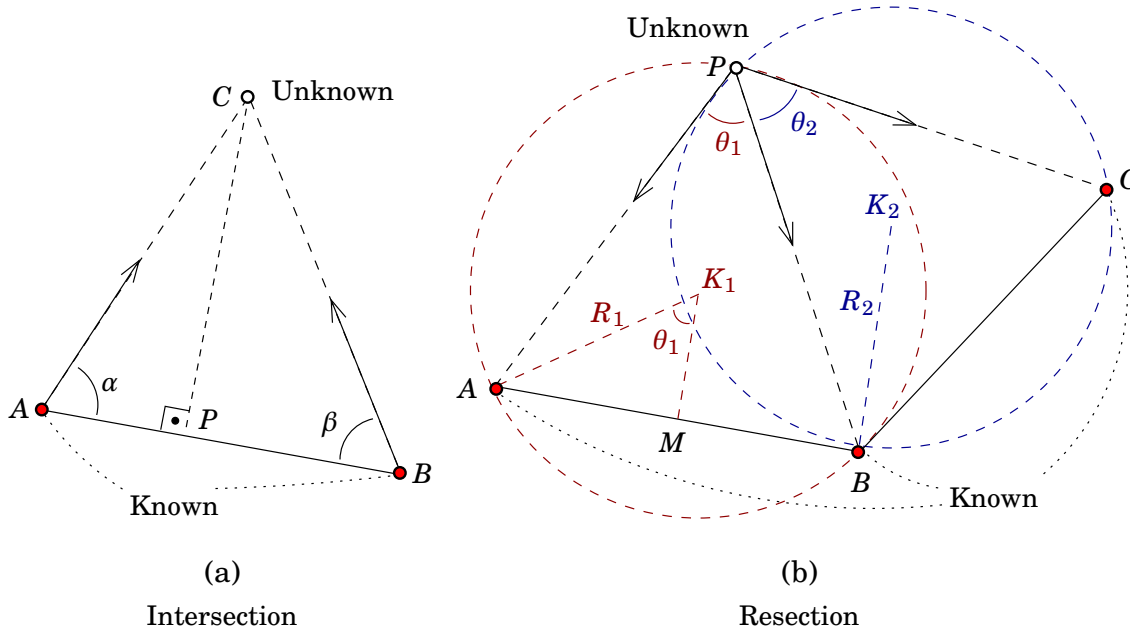 Unknown
P
C Unknown
θ₁
θ₂
C
K₂
K₁
R₁
R₂
θ₁
α
A
A
P
β
M
B
B
Known
Known
(a)
(b)
Intersection
Resection